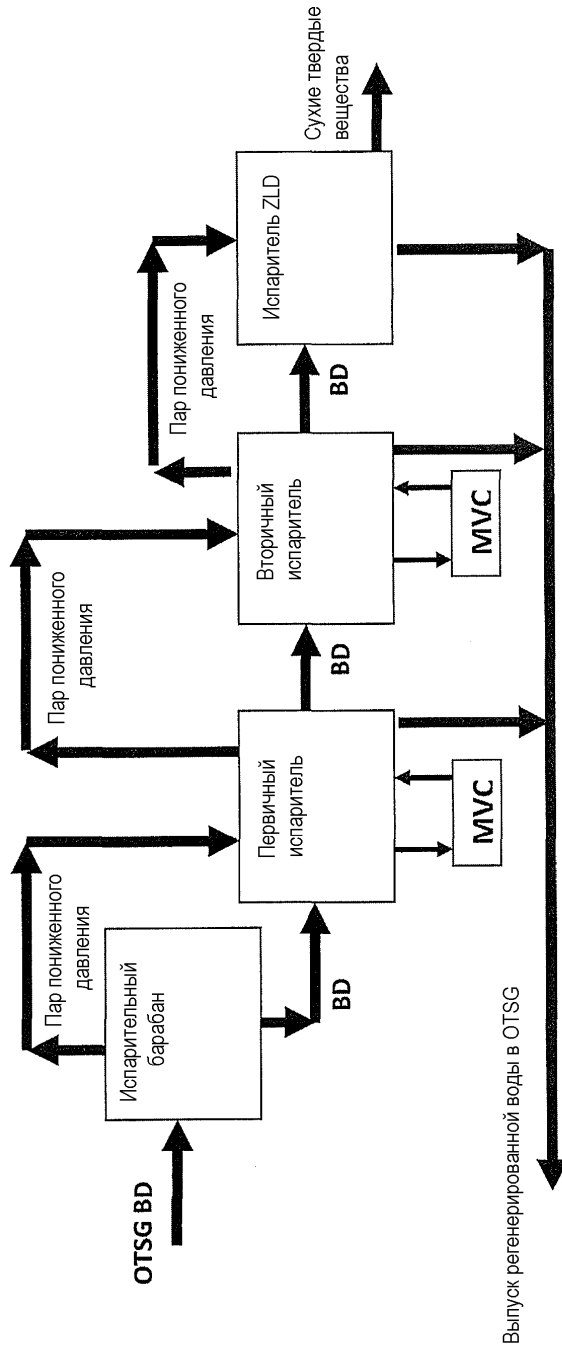 OTSG BD
Испарительный
барабан
Пар пониженного
давления
BD
Первичный
испаритель
MVC
Пар пониженного
давления
BD
Вторичный
испаритель
MVC
Пар пониженного
давления
BD
Испаритель ZLD
Сухие твердые
вещества
Выпуск регенерированной воды в OTSG